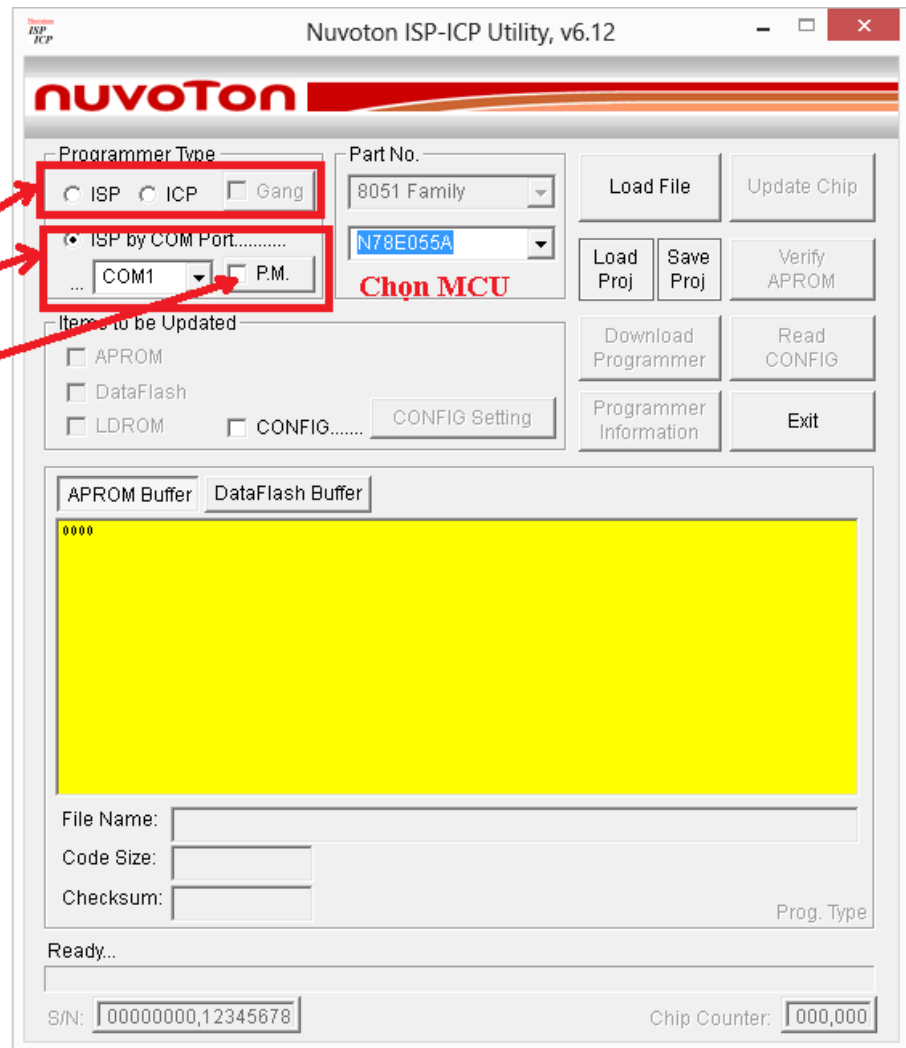 Nuvoton
ISP
ICP
Nuvoton ISP-ICP Utility, v6.12
nuvoTon
Programmer Type
ISP ICP Gang
ISP by COM Port...........
... COM1 P.M.
Part No.
8051 Family
N78E055A
Chọn MCU
Load File
Update Chip
Load
Proj
Save
Proj
Verify
APROM
Items to be Updated
APROM
DataFlash
LDROM CONFIG....... CONFIG Setting
Download
Programmer
Read
CONFIG
Programmer
Information
Exit
APROM Buffer DataFlash Buffer
0000
File Name:
Code Size:
Checksum:
Prog. Type
Ready...
S/N: 00000000,12345678 Chip Counter: 000,000